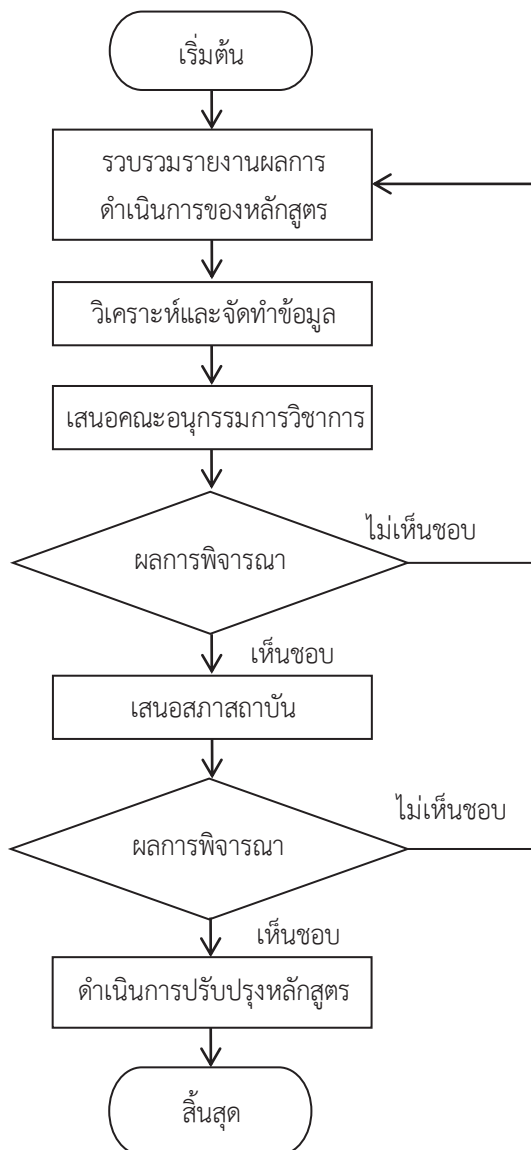 เริ่มต้น
รวบรวมรายงานผลการ
ดำเนินการของหลักสูตร
วิเคราะห์และจัดทำข้อมูล
เสนอคณะอนุกรรมการวิชาการ
ไม่เห็นชอบ
ผลการพิจารณา
เห็นชอบ
เสนอสภาสถาบัน
ไม่เห็นชอบ
ผลการพิจารณา
เห็นชอบ
ดำเนินการปรับปรุงหลักสูตร
สิ้นสุด